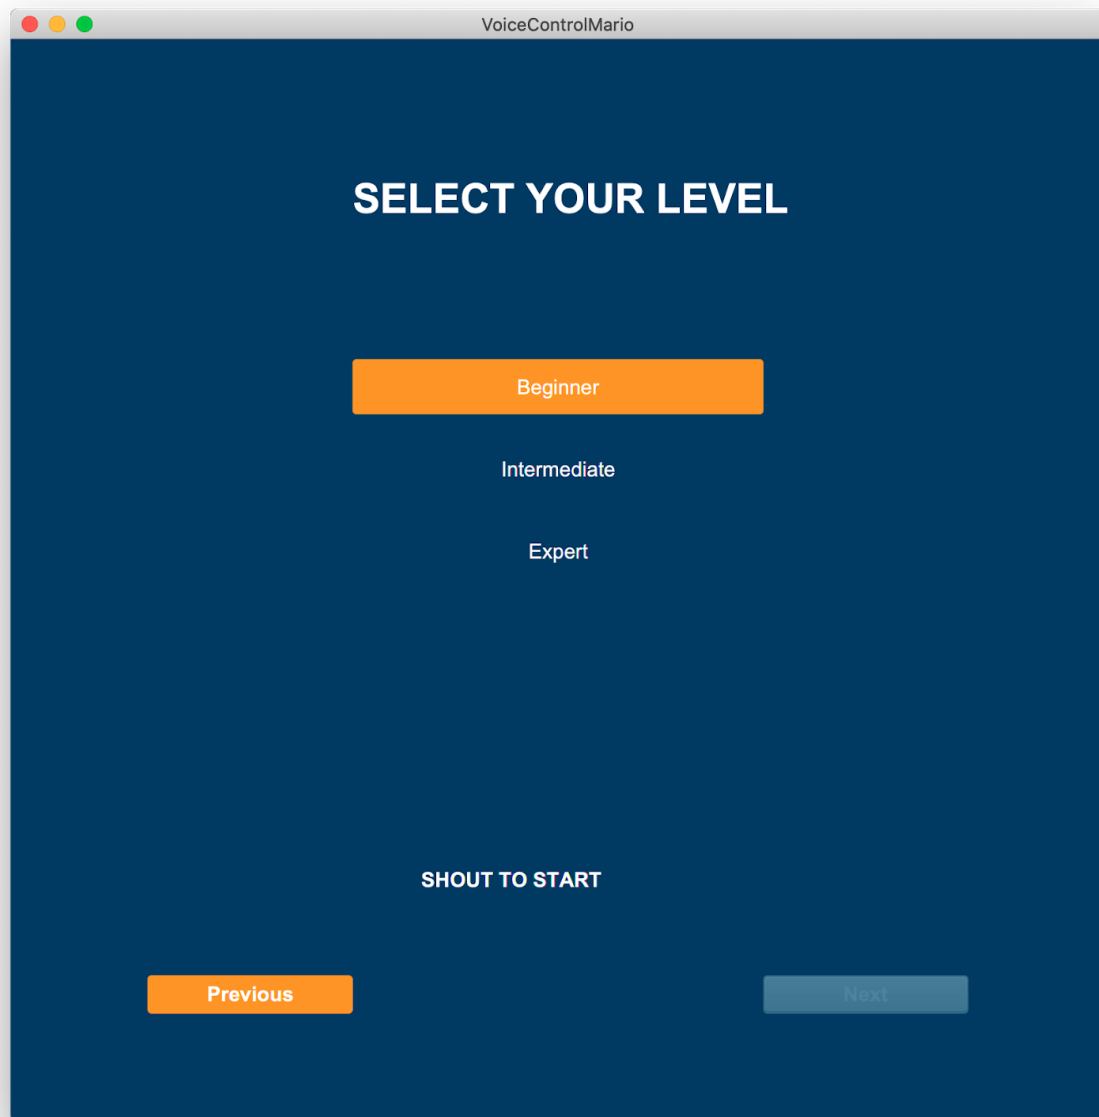 VoiceControlMario
SELECT YOUR LEVEL
Beginner
Intermediate
Expert
SHOUT TO START
Previous
Next